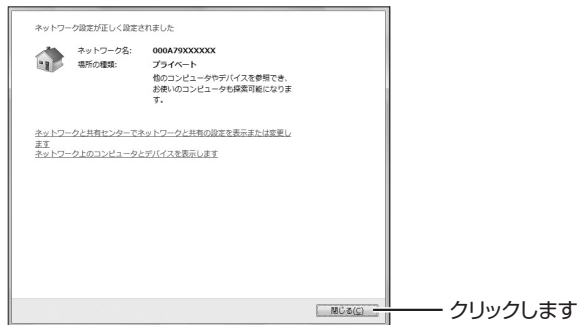 ネットワーク設定が正しく設定されました
ネットワーク名: 000A79XXXXXX
場所の種類: プライベート
他のコンピュータやデバイスを参照でき、
お使いのコンピュータも探索可能になりま
す。
ネットワークと共有センターでネットワークと共有の設定を表示または変更し
ます
ネットワーク上のコンピュータとデバイスを表示します
閉じる(C)
クリックします